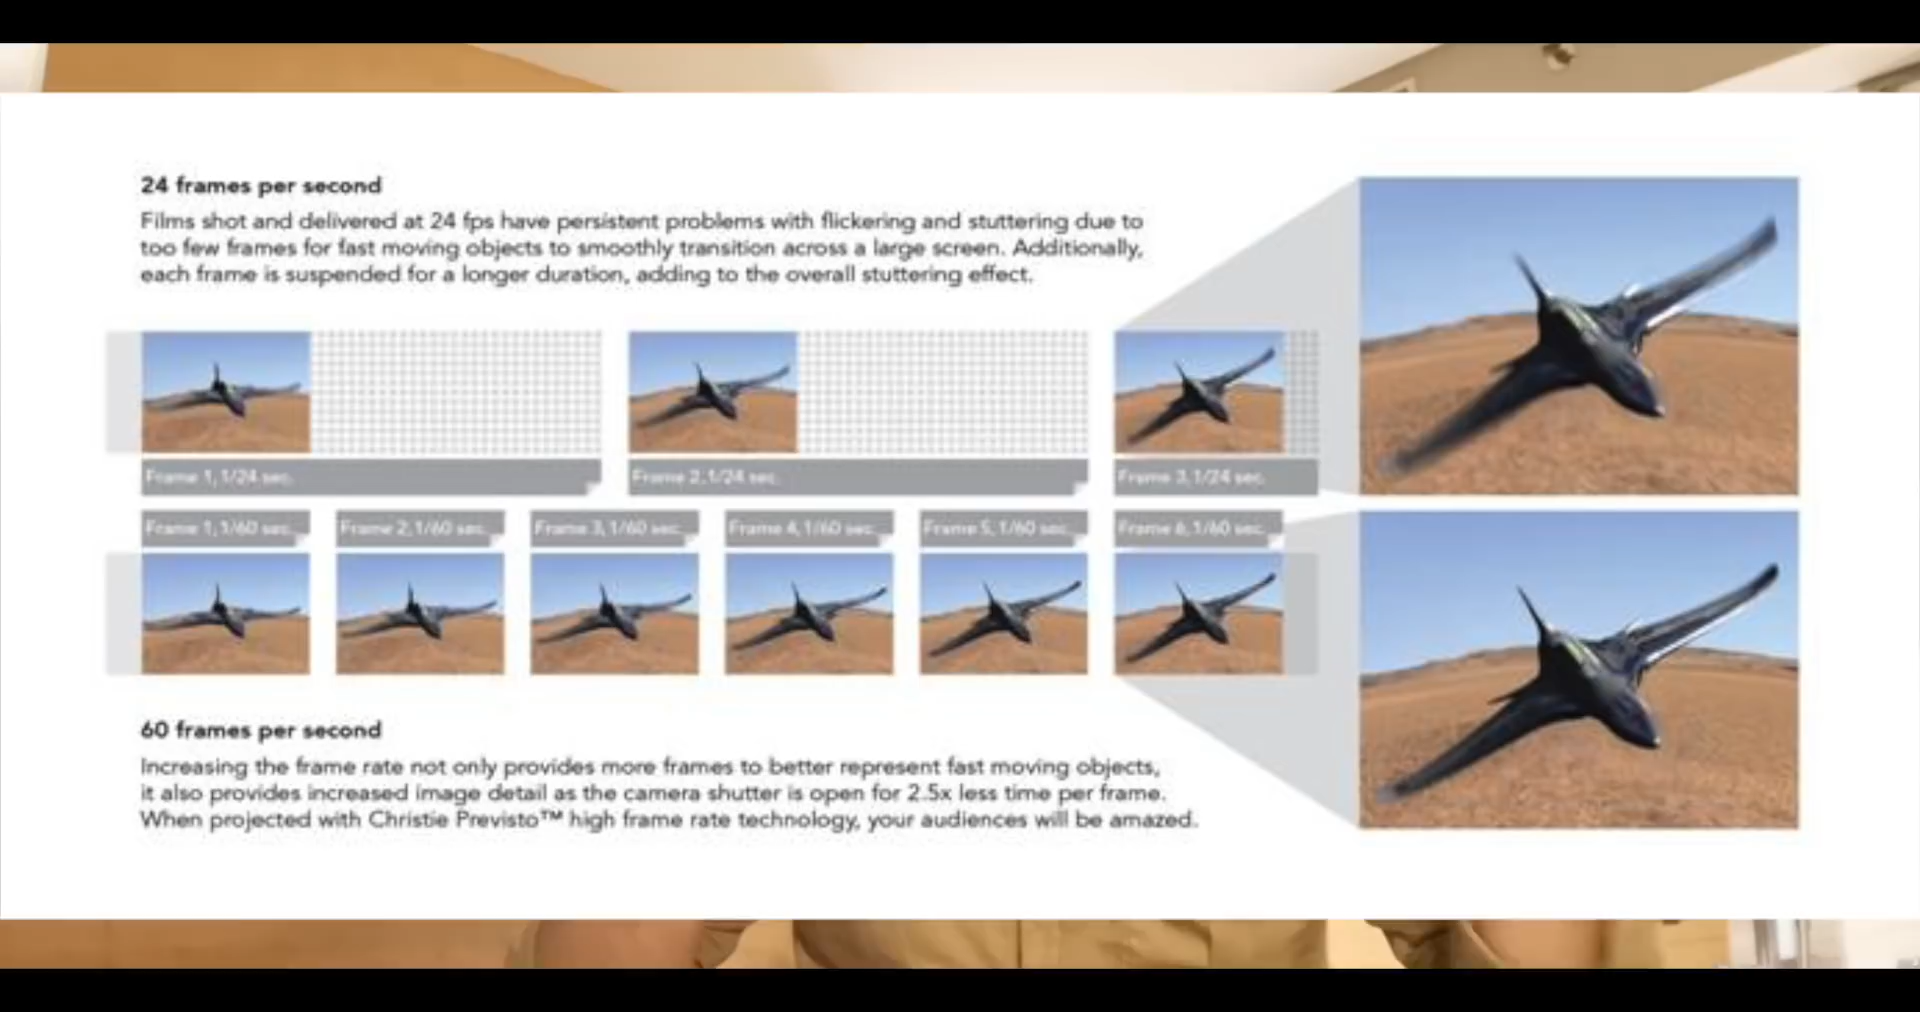 24 frames per second
Films shot and delivered at 24 fps have persistent problems with flickering and stuttering due to
too few frames for fast moving objects to smoothly transition across a large screen. Additionally,
each frame is suspended for a longer duration, adding to the overall stuttering effect.
Frame 1, 1/24 sec.
Frame 2, 1/24 sec.
Frame 3, 1/24 sec.
Frame 1, 1/60 sec.
Frame 2, 1/60 sec.
Frame 3, 1/60 sec.
Frame 4, 1/60 sec.
Frame 5, 1/60 sec.
Frame 6, 1/60 sec.
60 frames per second
Increasing the frame rate not only provides more frames to better represent fast moving objects,
it also provides increased image detail as the camera shutter is open for 2.5x less time per frame.
When projected with Christie Previsto™ high frame rate technology, your audiences will be amazed.